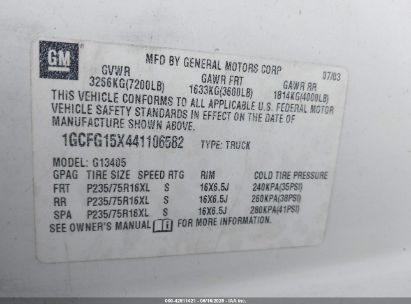 GM
MFD BY GENERAL MOTORS CORP 07/03
GVWR GAWR FRT GAWR RR
3256KG(7200LB) 1633KG(3600LB) 1814KG(4000LB)
THIS VEHICLE CONFORMS TO ALL APPLICABLE U.S. FEDERAL MOTOR
VEHICLE SAFETY STANDARDS IN EFFECT ON THE DATE OF
MANUFACTURE SHOWN ABOVE.
1GCFG15X441106582 TYPE: TRUCK
MODEL: G13405
GPAG TIRE SIZE SPEED RTG RIM COLD TIRE PRESSURE
FRT P235/75R16XL S 16X6.5J 240KPA(35PSI)
RR P235/75R16XL S 16X6.5J 260KPA(38PSI)
SPA P235/75R16XL S 16X6.5J 280KPA(41PSI)
SEE OWNER'S MANUAL FOR MORE INFORMATION.